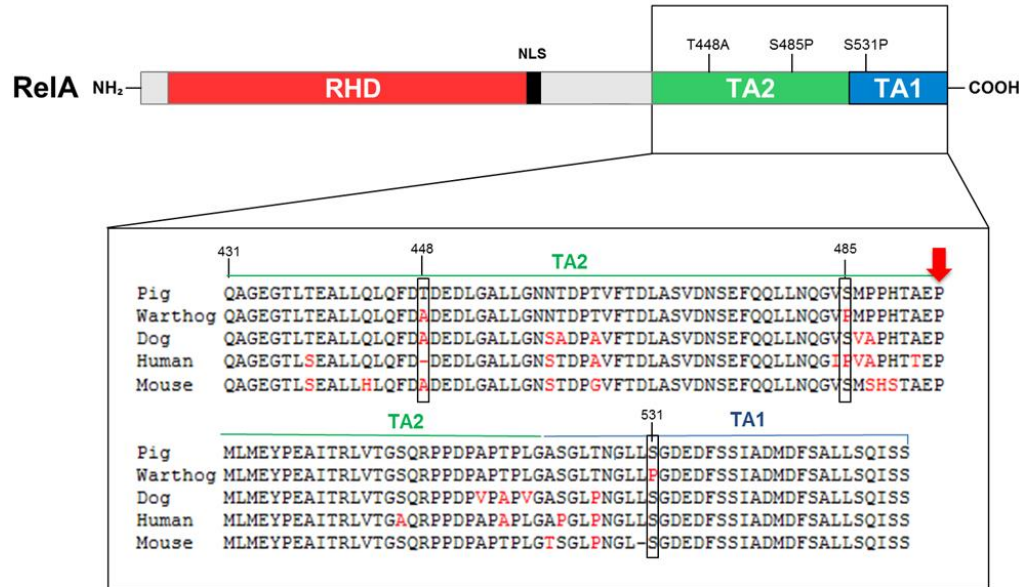 T448A S485P S531P
NLS
RelA NH₂ RHD TA2 TA1 COOH
431 448 TA2 485
Pig QAGEGTLTEALLQLQFDTDEDLGALLGNNTDPTVFTDLASVDNSEFQQLLNQGVSMPPHTAEP
Warthog QAGEGTLTEALLQLQFDADEDLGALLGNNTDPTVFTDLASVDNSEFQQLLNQGVPMPPHTAEP
Dog QAGEGTLTEALLQLQFDADEDLGALLGNSADPAVFTDLASVDNSEFQQLLNQGVSVAPHTAEP
Human QAGEGTLSEALLQLQFD-DEDLGALLGNSTDPAVFTDLASVDNSEFQQLLNQGIPVAPHTTEP
Mouse QAGEGTLSEALLHLQFDADEDLGALLGNSTDPGVFTDLASVDNSEFQQLLNQGVSMSHSTAEP
TA2 531 TA1
Pig MLMEYPEAITRLVTGSQRPPDPAPTPLGASGLTNGLLSGDEDFSSIADMDFSALLSQISS
Warthog MLMEYPEAITRLVTGSQRPPDPAPTPLGASGLTNGLLPGDEDFSSIADMDFSALLSQISS
Dog MLMEYPEAITRLVTGSQRPPDPVPAPVGASGLPNGLLSGDEDFSSIADMDFSALLSQISS
Human MLMEYPEAITRLVTGAQRPPDPAPAPLGAPGLPNGLLSGDEDFSSIADMDFSALLSQISS
Mouse MLMEYPEAITRLVTGSQRPPDPAPTPLGTSGLPNGL-SGDEDFSSIADMDFSALLSQISS